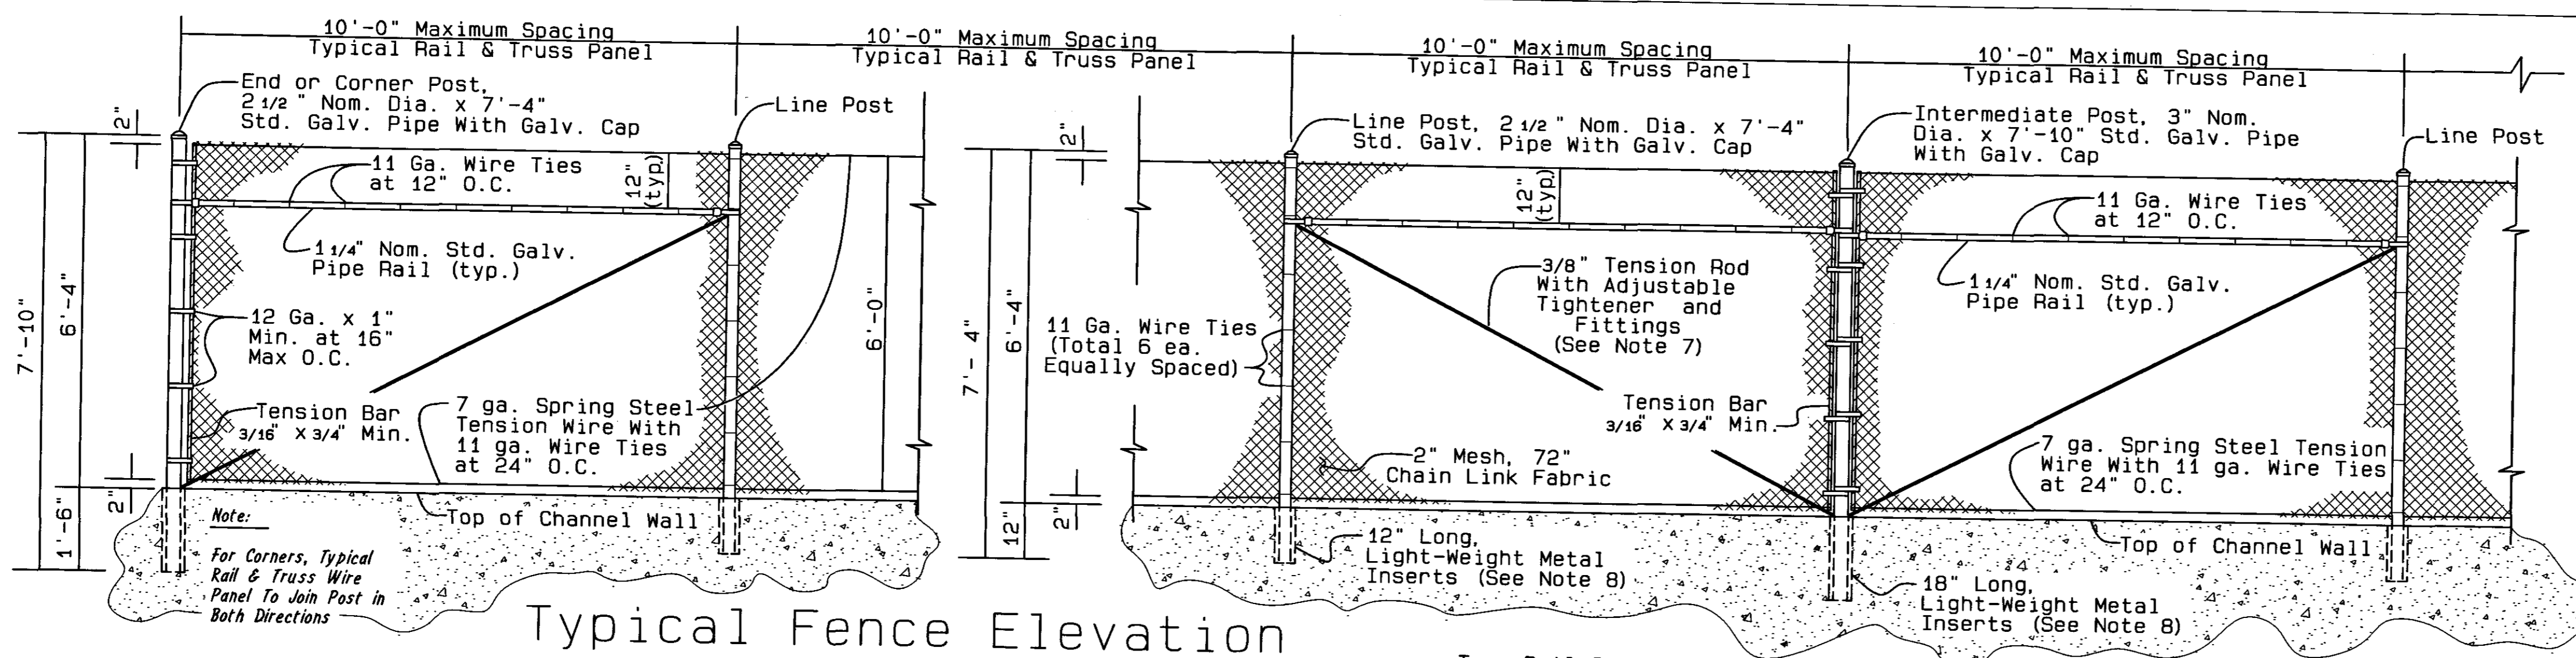 10'-0" Maximum Spacing
Typical Rail & Truss Panel
10'-0" Maximum Spacing
Typical Rail & Truss Panel
10'-0" Maximum Spacing
Typical Rail & Truss Panel
10'-0" Maximum Spacing
Typical Rail & Truss Panel
End or Corner Post,
2 1/2 " Nom. Dia. x 7'-4"
Std. Galv. Pipe With Galv. Cap
Line Post
Line Post, 2 1/2 " Nom. Dia. x 7'-4"
Std. Galv. Pipe With Galv. Cap
Intermediate Post, 3" Nom.
Dia. x 7'-10" Std. Galv. Pipe
With Galv. Cap
Line Post
2"
11 Ga. Wire Ties
at 12" O.C.
12"
(typ.)
1 1/4" Nom. Std. Galv.
Pipe Rail (typ.)
7'-10"
6'-4"
12 Ga. x 1"
Min. at 16"
Max O.C.
6'-0"
Tension Bar
3/16" X 3/4" Min.
7 ga. Spring Steel
Tension Wire With
11 ga. Wire Ties
at 24" O.C.
2"
1'-6"
Note:
For Corners, Typical
Rail & Truss Wire
Panel To Join Post in
Both Directions
Top of Channel Wall
2"
12"
(typ.)
7'- 4"
6'-4"
11 Ga. Wire Ties
(Total 6 ea.
Equally Spaced)
3/8" Tension Rod
With Adjustable
Tightener and
Fittings
(See Note 7)
11 Ga. Wire Ties
at 12" O.C.
1 1/4" Nom. Std. Galv.
Pipe Rail (typ.)
Tension Bar
3/16" X 3/4" Min.
2" Mesh, 72"
Chain Link Fabric
7 ga. Spring Steel Tension
Wire With 11 ga. Wire Ties
at 24" O.C.
12"
2"
12" Long,
Light-Weight Metal
Inserts (See Note 8)
Top of Channel Wall
18" Long,
Light-Weight Metal
Inserts (See Note 8)
Typical Fence Elevation